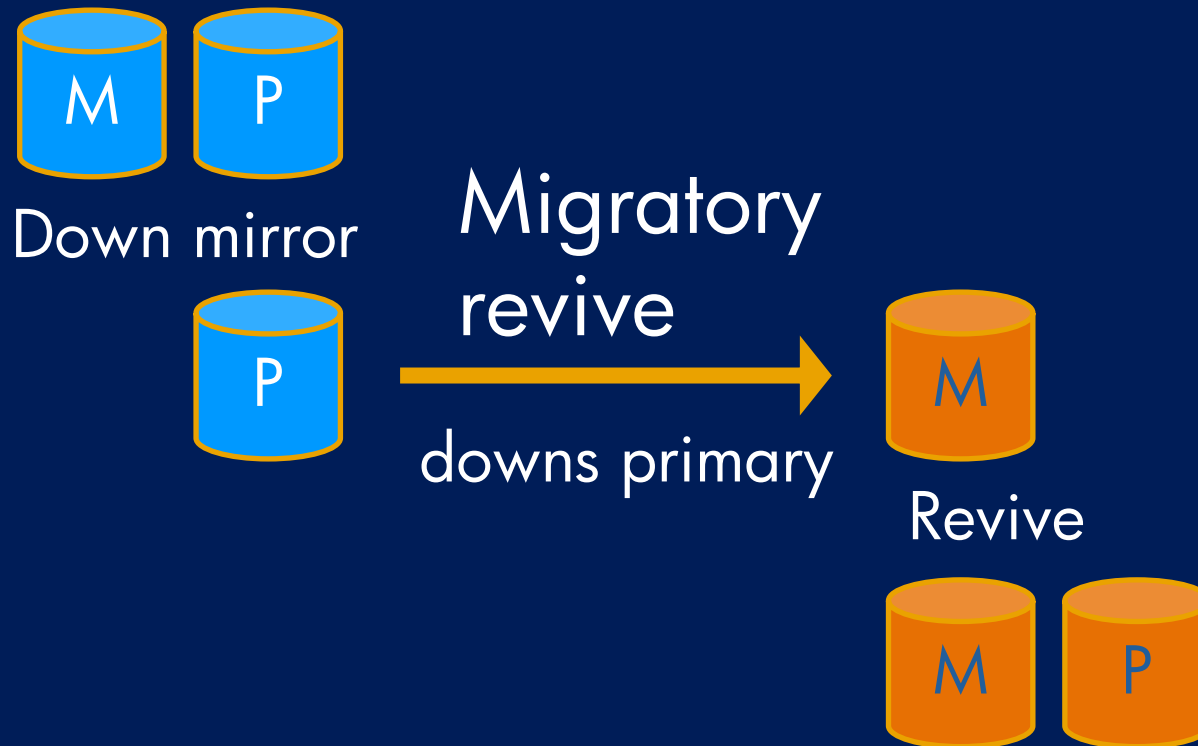 M P
Down mirror
Migratory
revive
P
downs primary
M
Revive
M P